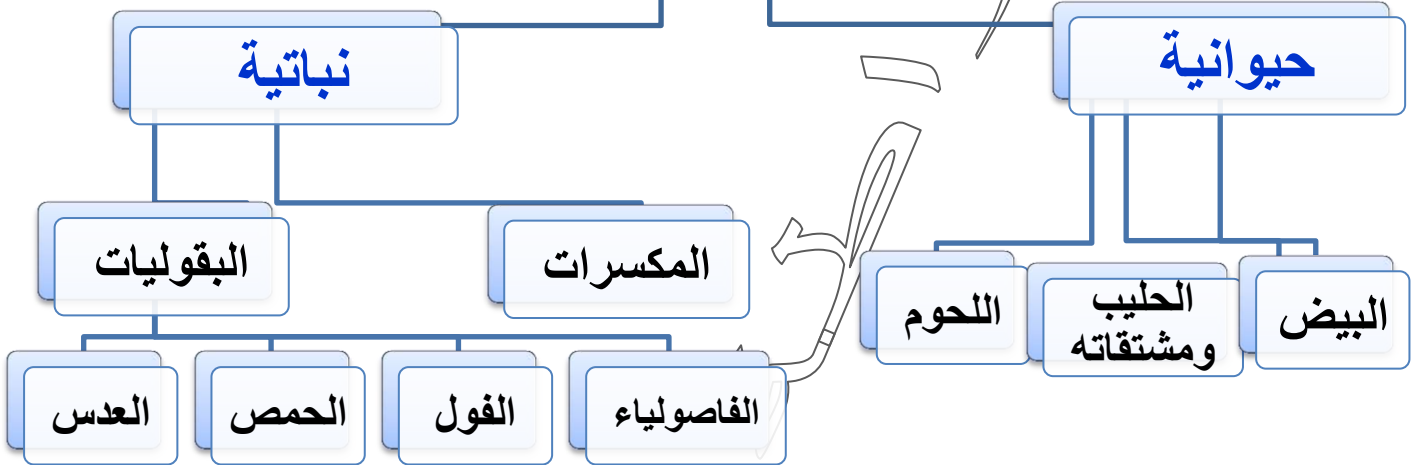 حيوانية
نباتية
البيض
الحليب
ومشتقاته
اللحوم
المكسرات
البقوليات
الفاصولياء
الفول
الحمص
العدس